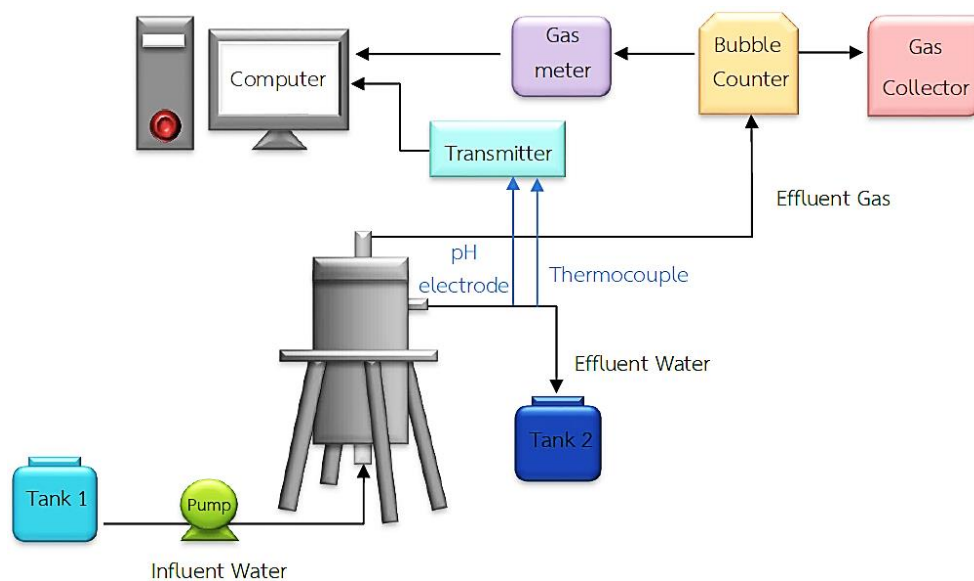 Computer
Gas
meter
Bubble
Counter
Gas
Collector
Transmitter
Effluent Gas
pH
electrode
Thermocouple
Effluent Water
Tank 2
Tank 1
Pump
Influent Water